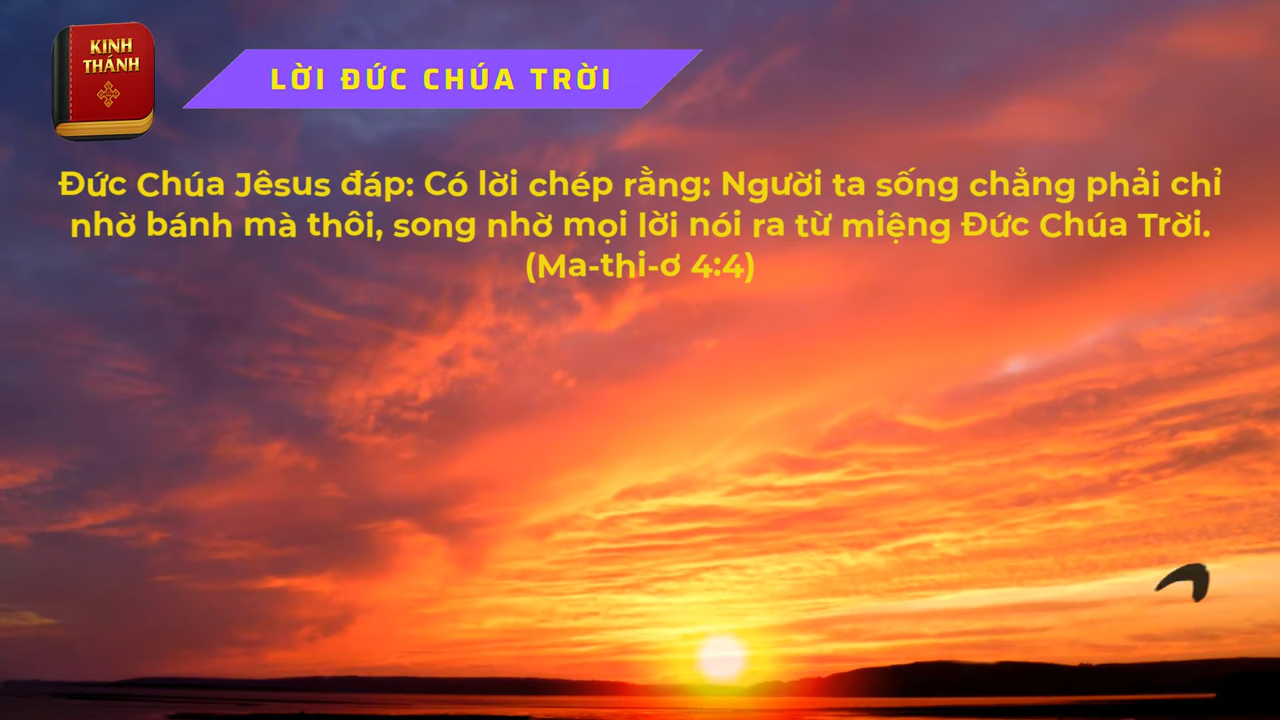 KINH
THÁNH
LỜI ĐỨC CHÚA TRỜI
Đức Chúa Jêsus đáp: Có lời chép rằng: Người ta sống chẳng phải chỉ
nhờ bánh mà thôi, song nhờ mọi lời nói ra từ miệng Đức Chúa Trời.
(Ma-thi-ơ 4:4)